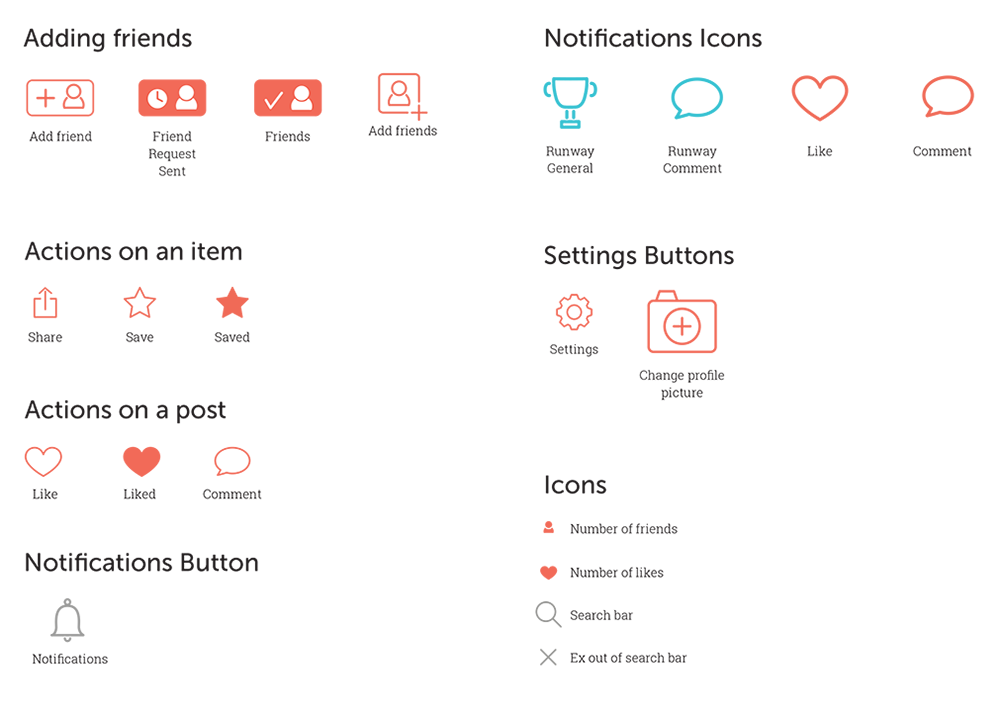 Adding friends
Add friend
Friend
Request
Sent
Friends
Add friends
Actions on an item
Share
Save
Saved
Actions on a post
Like
Liked
Comment
Notifications Button
Notifications
Notifications Icons
Runway
General
Runway
Comment
Like
Comment
Settings Buttons
Settings
Change profile
picture
Icons
Number of friends
Number of likes
Search bar
Ex out of search bar